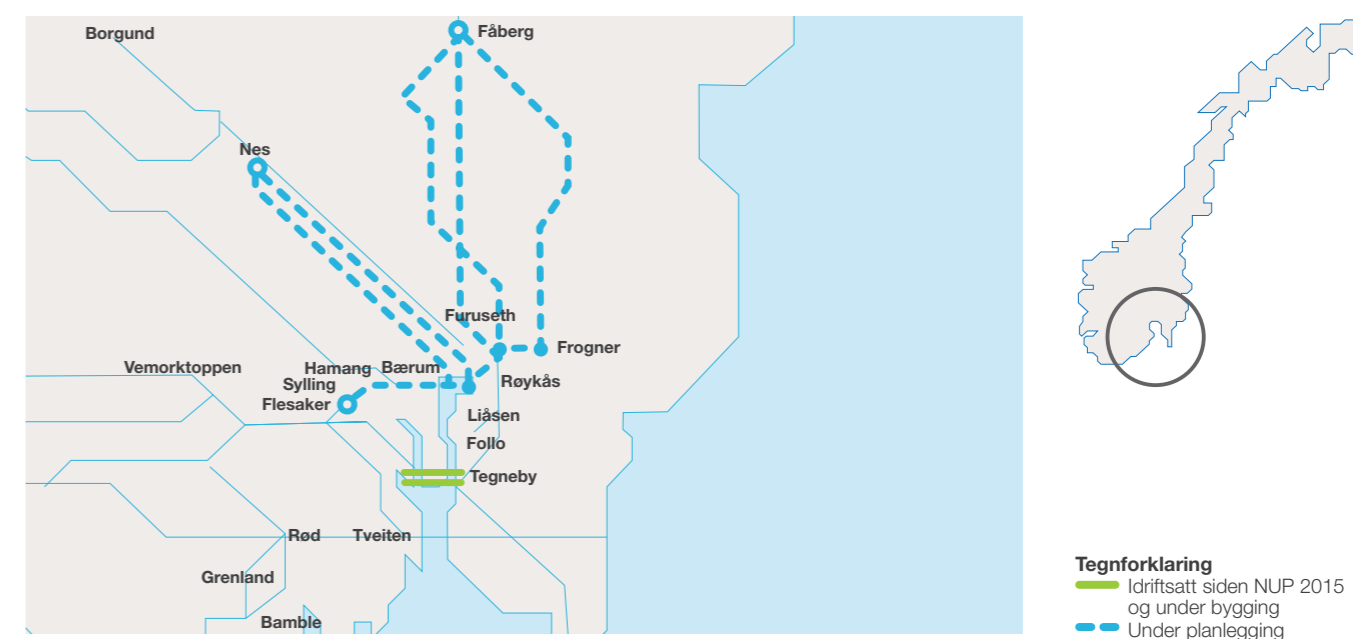 Borgund
Fåberg
Nes
Furuseth
Frogner
Vemorktoppen
Hamang
Bærum
Sylling
Røykås
Flesaker
Liåsen
Follo
Tegneby
Rød
Tveiten
Grenland
Bamble
Tegnforklaring
Idriftsatt siden NUP 2015
og under bygging
Under planlegging